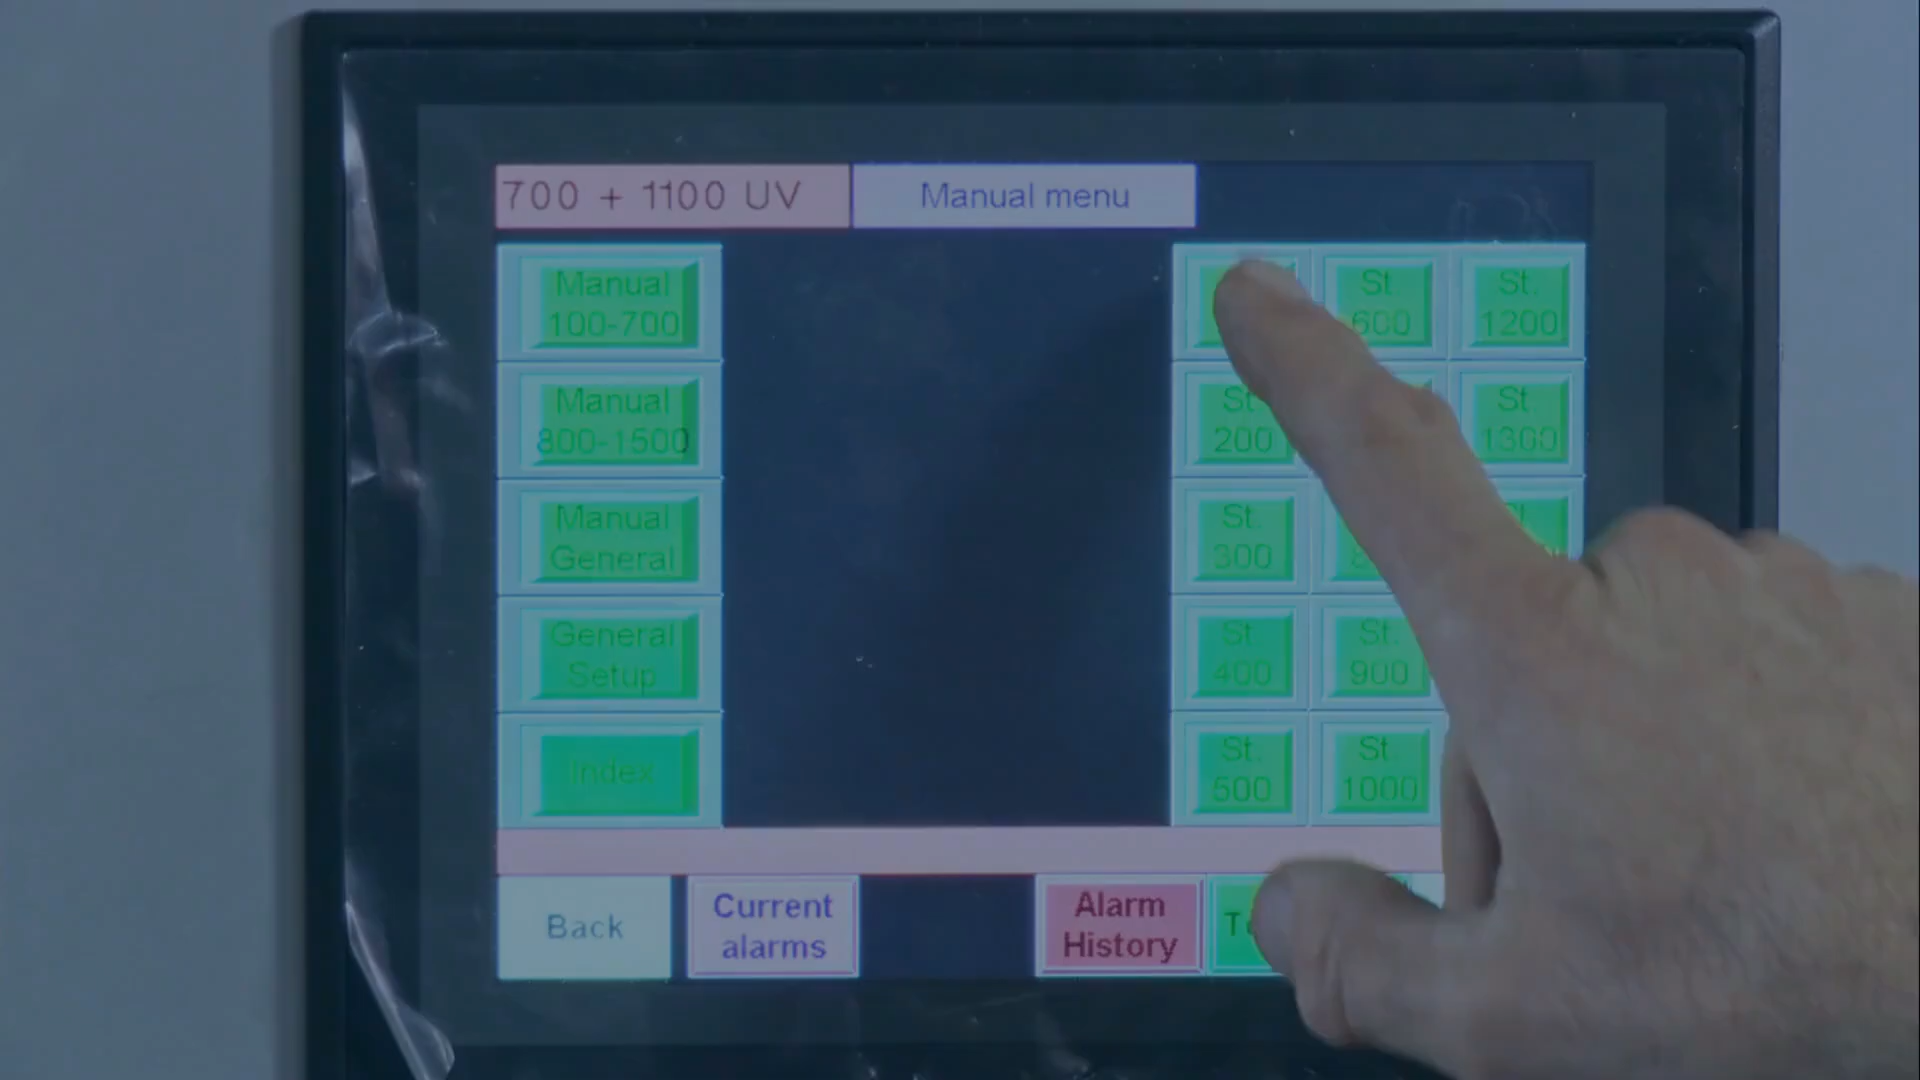 700 + 1100 UV
Manual menu
Manual
100-700
Manual
800-1500
Manual
General
General
Setup
Index
St
600
St.
1200
St
200
St
1300
St.
300
St
400
St.
900
St.
500
St
1000
Back
Current
alarms
Alarm
History